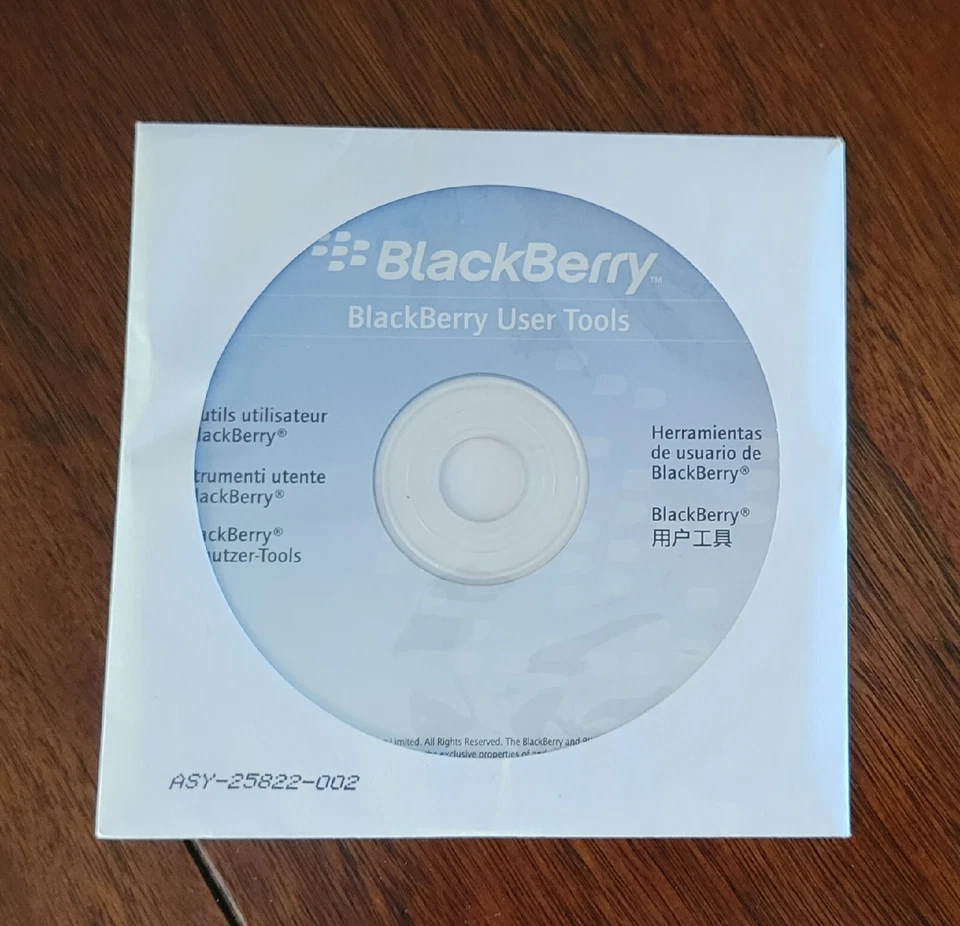 BlackBerry™
BlackBerry User Tools
utils utilisateur
lackBerry®
trumenti utente
lackBerry®
ackBerry®
utzer-Tools
Herramientas
de usuario de
BlackBerry®
BlackBerry®
用户工具
Limited. All Rights Reserved. The BlackBerry and
exclusive properties of
ASY-25822-002